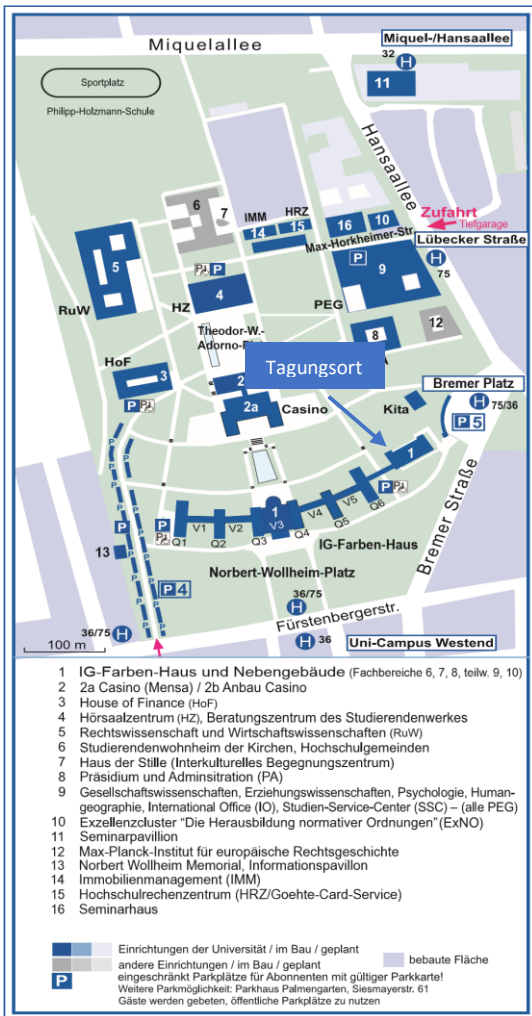 Miquelallee
Miquel-/Hansaallee
32 H
11
Sportplatz
Philipp-Holzmann-Schule
Hansaallee
6
7
IMM
HRZ
14
15
16
10
Zufahrt
Tiefgarage
Max-Horkheimer-Str.
Lübecker Straße
H
75
5
RuW
P
4
HZ
P
9
PEG
Theodor-W.-
Adorno-
8
12
HoF
3
P
2
2a
Casino
Tagungsort
Kita
Bremer Platz
H
75/36
P 5
1
P
P
P
13
V1
V2
1
V3
V4
V5
Q1
Q2
Q3
Q4
Q5
Q6
IG-Farben-Haus
Bremer Straße
Norbert-Wollheim-Platz
P 4
36/75
H
36/75
H
Fürstenbergerstr.
H 36
Uni-Campus Westend
100 m
1 IG-Farben-Haus und Nebengebäude (Fachbereiche 6, 7, 8, teilw. 9, 10)
2 2a Casino (Mensa) / 2b Anbau Casino
3 House of Finance (HoF)
4 Hörsaalzentrum (HZ), Beratungszentrum des Studierendenwerkes
5 Rechtswissenschaft und Wirtschaftswissenschaften (RuW)
6 Studierendenwohnheim der Kirchen, Hochschulgemeinden
7 Haus der Stille (Interkulturelles Begegnungszentrum)
8 Präsidium und Adminsitration (PA)
9 Gesellschaftswissenschaften, Erziehungswissenschaften, Psychologie, Human-
geographie, International Office (IO), Studien-Service-Center (SSC) – (alle PEG)
10 Exzellenzcluster “Die Herausbildung normativer Ordnungen” (ExNO)
11 Seminarpavillion
12 Max-Planck-Institut für europäische Rechtsgeschichte
13 Norbert Wollheim Memorial, Informationspavillon
14 Immobilienmanagement (IMM)
15 Hochschulrechenzentrum (HRZ/Goehte-Card-Service)
16 Seminarhaus
Einrichtungen der Universität / im Bau / geplant
bebaute Fläche
andere Einrichtungen / im Bau / geplant
P eingeschränkt Parkplätze für Abonnenten mit gültiger Parkkarte!
Weitere Parkmöglichkeit: Parkhaus Palmengarten, Siesmayerstr. 61
Gäste werden gebeten, öffentliche Parkplätze zu nutzen